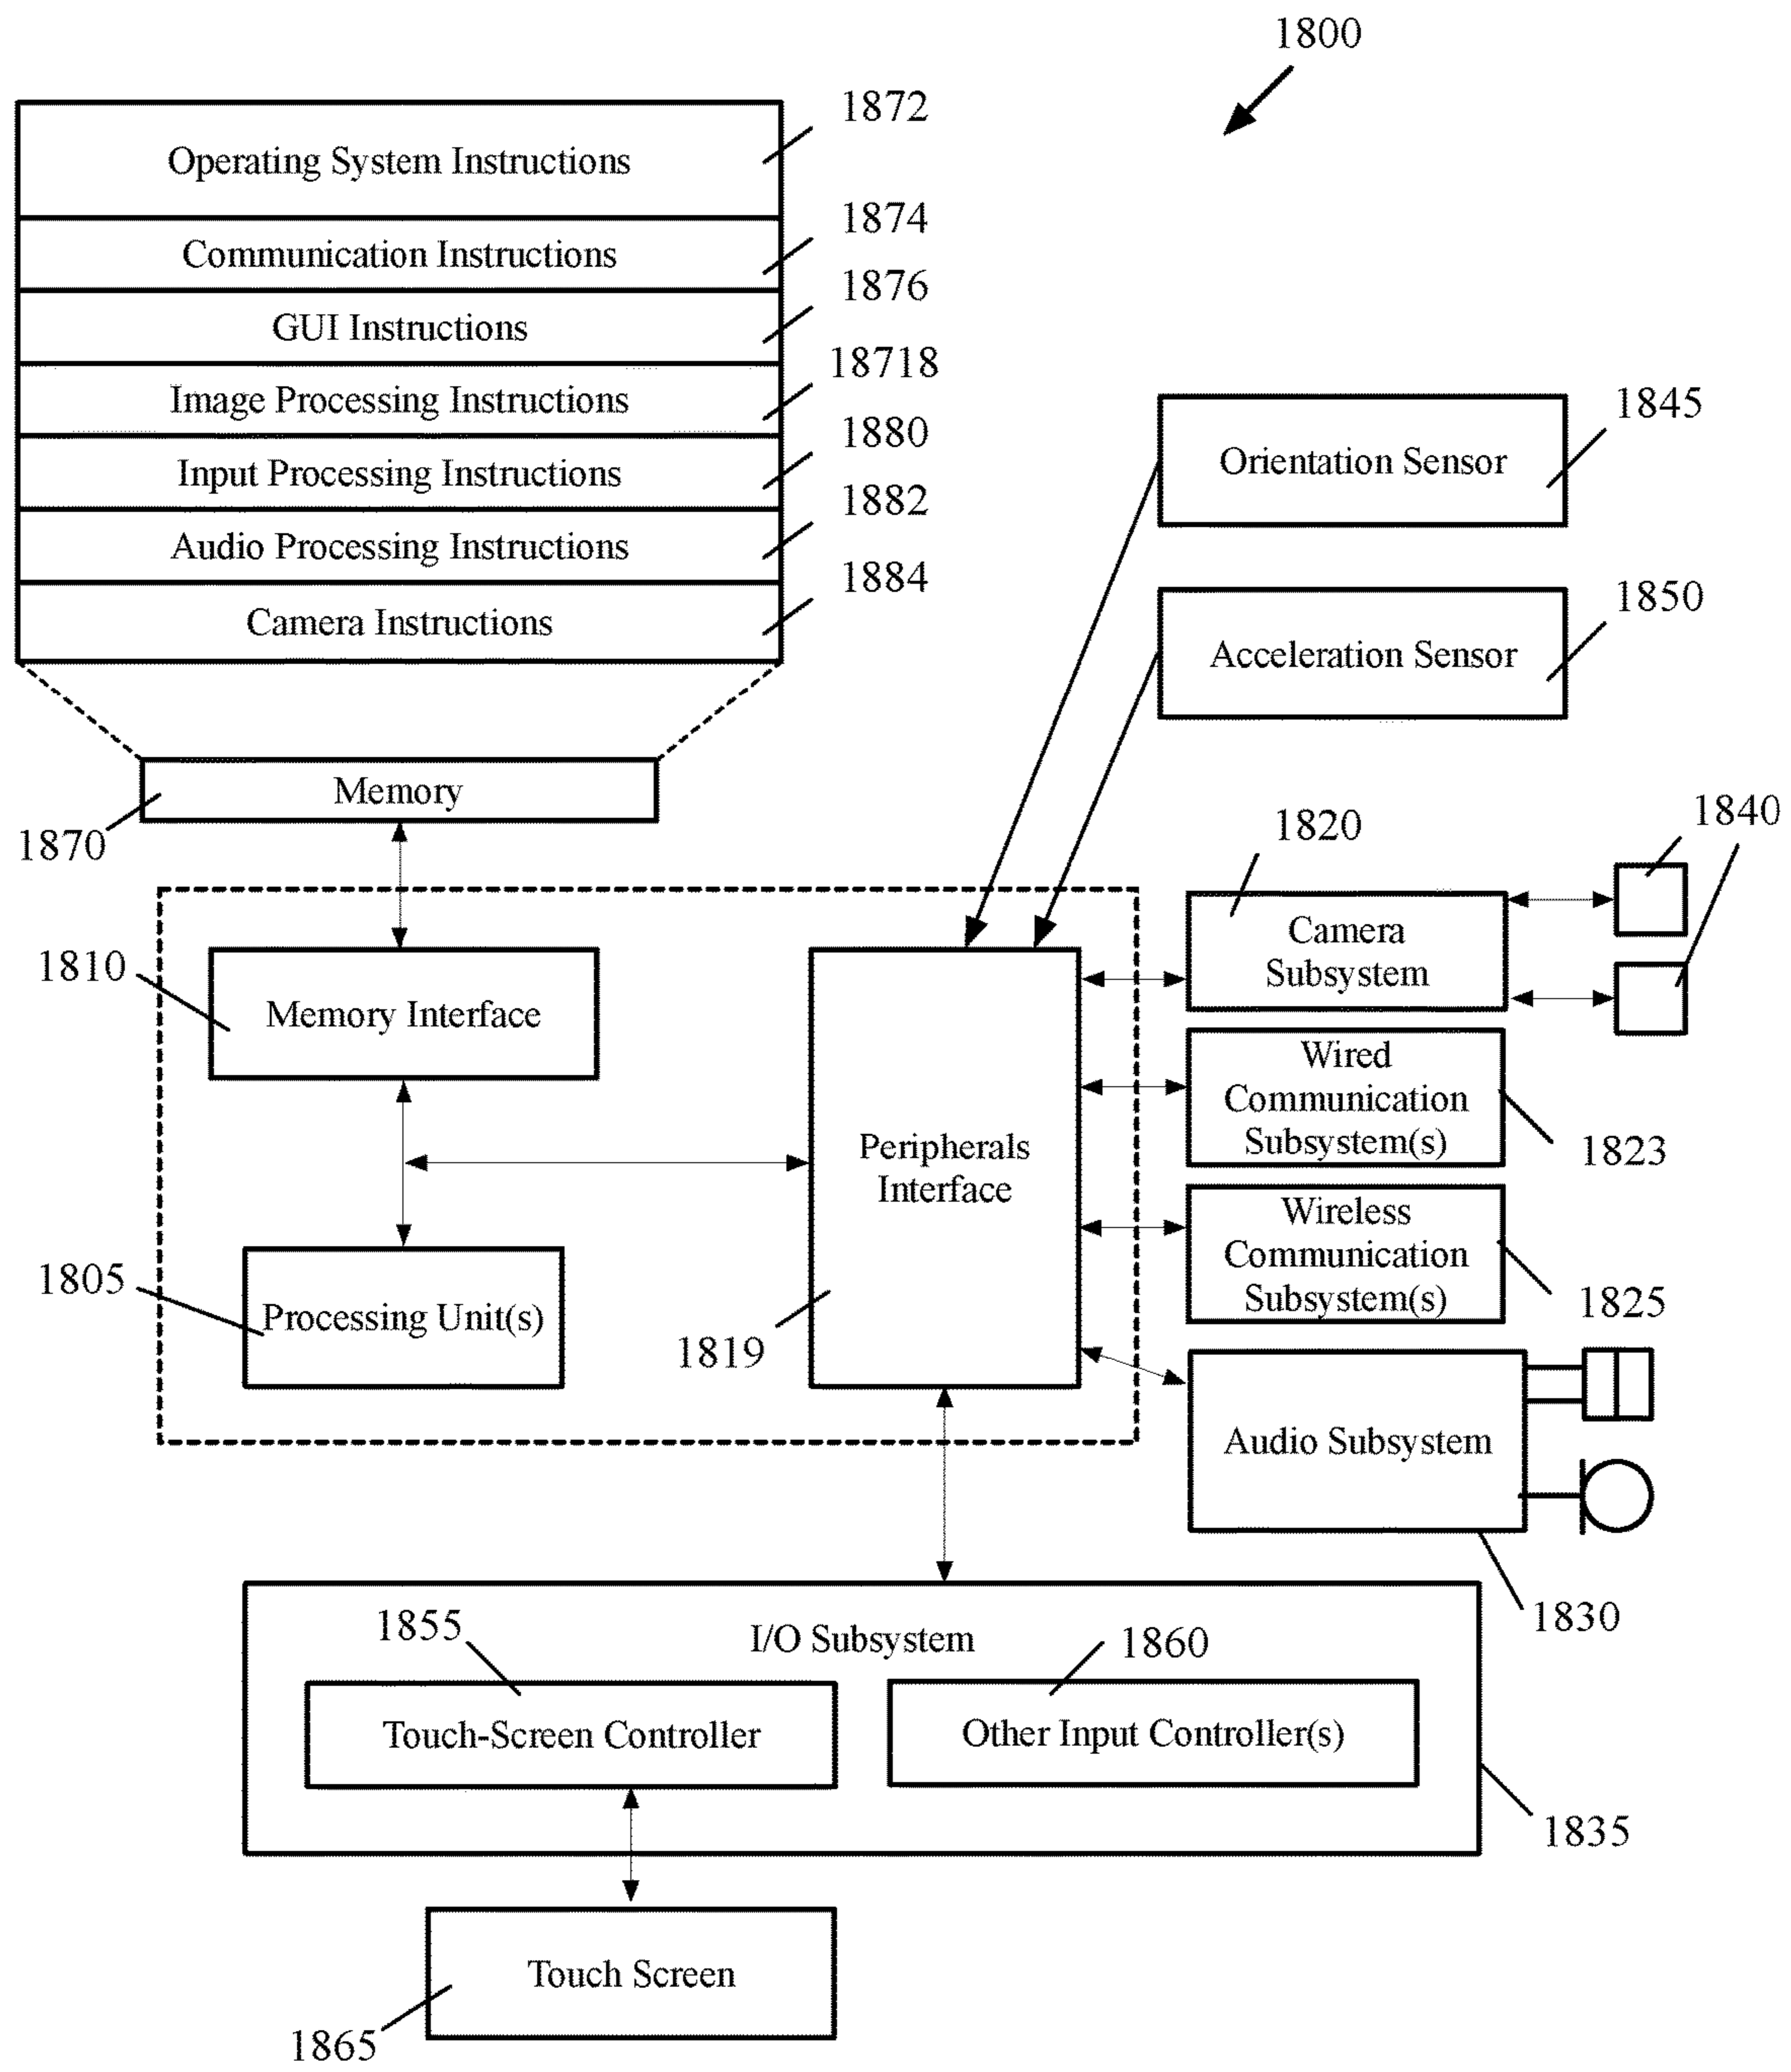 1800
1872
Operating System Instructions
1874
Communication Instructions
1876
GUI Instructions
18718
Image Processing Instructions
1880
Input Processing Instructions
1882
Audio Processing Instructions
1884
Camera Instructions
1845
Orientation Sensor
1850
Acceleration Sensor
Memory
1870
1820
1840
Camera
Subsystem
1810
Memory Interface
Wired
Communication
Subsystem(s)
1823
Peripherals
Interface
Wireless
Communication
Subsystem(s)
1825
1805
Processing Unit(s)
1819
Audio Subsystem
1830
I/O Subsystem
1855
1860
Touch-Screen Controller
Other Input Controller(s)
1835
Touch Screen
1865